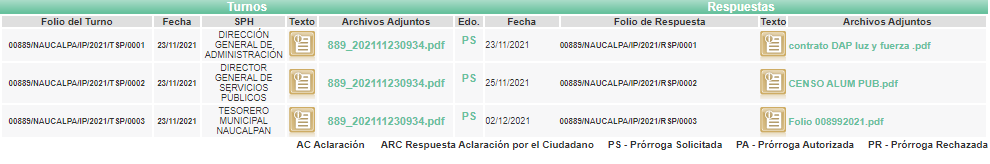 Turnos Respuestas
Folio del Turno Fecha SPH Texto Archivos Adjuntos Edo. Fecha Folio de Respuesta Texto Archivos Adjuntos
00889/NAUCALPA/IP/2021/TSP/0001 23/11/2021 DIRECCIÓN GENERAL DE ADMINISTRACIÓN 889_202111230934.pdf PS 23/11/2021 00889/NAUCALPA/IP/2021/RSP/0001 contrato DAP luz y fuerza .pdf
00889/NAUCALPA/IP/2021/TSP/0002 23/11/2021 DIRECTOR GENERAL DE SERVICIOS PÚBLICOS 889_202111230934.pdf PS 25/11/2021 00889/NAUCALPA/IP/2021/RSP/0002 CENSO ALUM PUB.pdf
00889/NAUCALPA/IP/2021/TSP/0003 23/11/2021 TESORERO MUNICIPAL NAUCALPAN 889_202111230934.pdf PS 02/12/2021 00889/NAUCALPA/IP/2021/RSP/0003 Folio 008992021.pdf
AC Aclaración ARC Respuesta Aclaración por el Ciudadano PS - Prórroga Solicitada PA - Prórroga Autorizada PR - Prórroga Rechazada